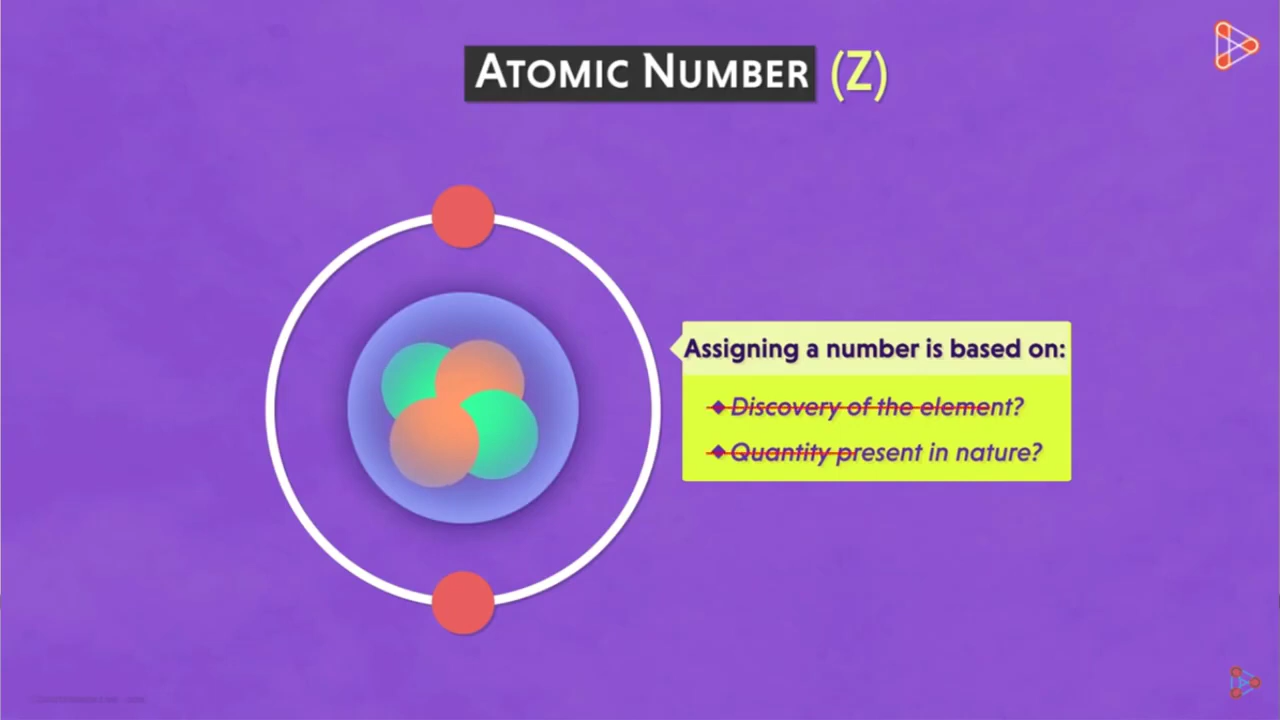 ATOMIC NUMBER (Z)
Assigning a number is based on:
◆ Discovery of the element?
◆ Quantity present in nature?